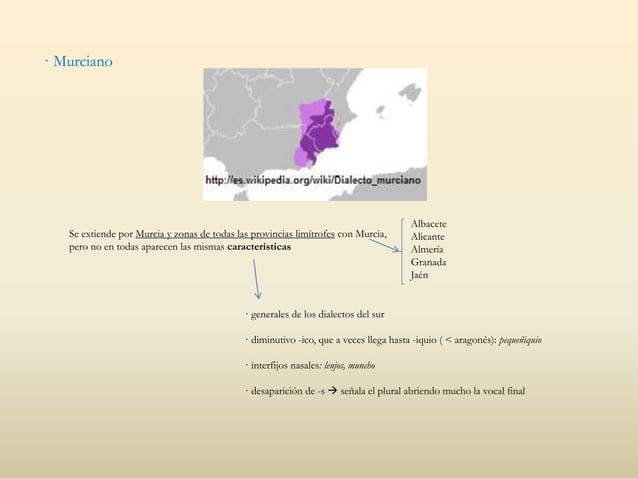 · Murciano
http://es.wikipedia.org/wiki/Dialecto_murciano
Se extiende por Murcia y zonas de todas las provincias limítrofes con Murcia,
pero no en todas aparecen las mismas características
Albacete
Alicante
Almería
Granada
Jaén
· generales de los dialectos del sur
· diminutivo -ico, que a veces llega hasta -iquio ( < aragonés): pequeñiquio
· interfijos nasales: lenjos, muncho
· desaparición de -s → señala el plural abriendo mucho la vocal final